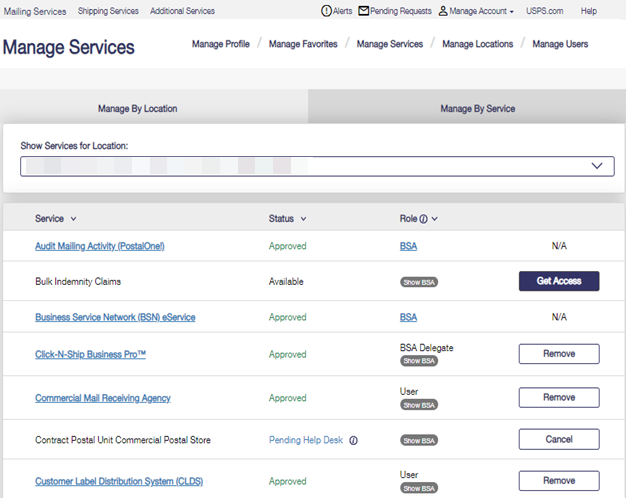 Mailing Services Shipping Services Additional Services Alerts Pending Requests Manage Account USPS.com Help
Manage Services Manage Profile / Manage Favorites / Manage Services / Manage Locations / Manage Users
Manage By Location Manage By Service
Show Services for Location:
Service Status Role
Audit Mailing Activity (PostalOne!) Approved BSA N/A
Bulk Indemnity Claims Available Show BSA Get Access
Business Service Network (BSN) eService Approved BSA N/A
Click-N-Ship Business Pro™ Approved BSA Delegate Remove
Show BSA
Commercial Mail Receiving Agency Approved User Remove
Show BSA
Contract Postal Unit Commercial Postal Store Pending Help Desk Show BSA Cancel
Customer Label Distribution System (CLDS) Approved User Remove
Show BSA